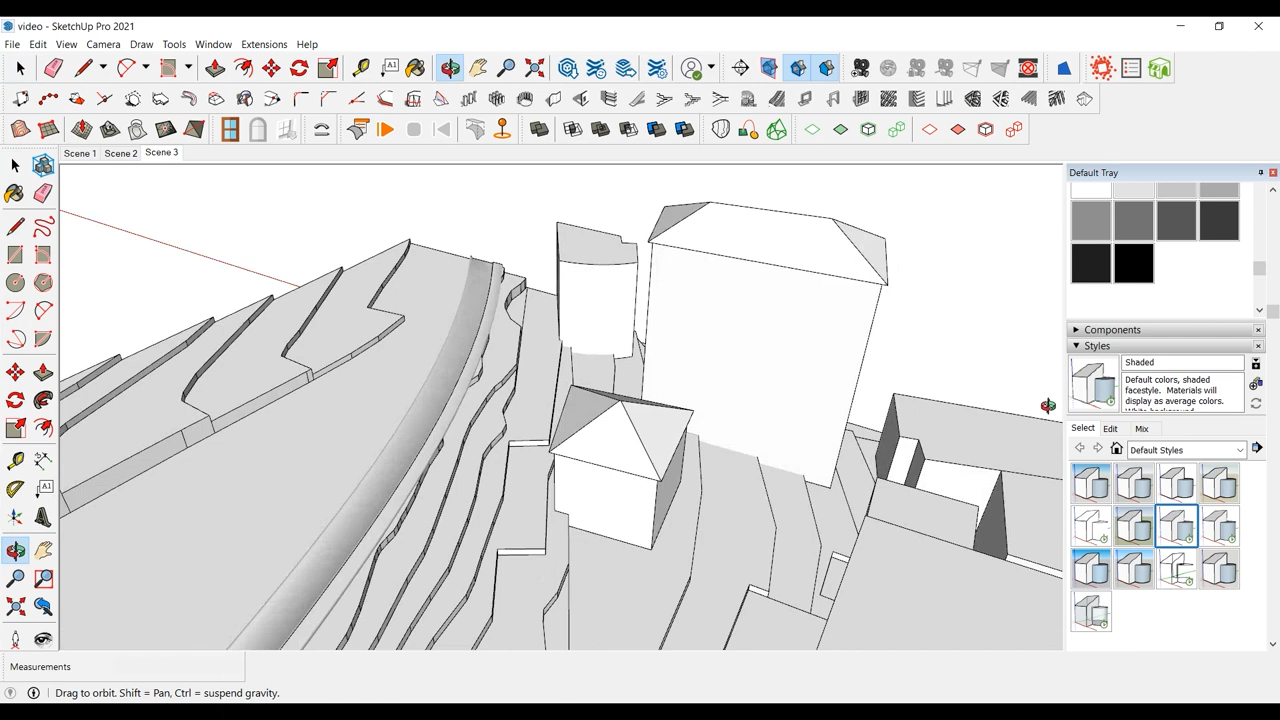 video - SketchUp Pro 2021
File Edit View Camera Draw Tools Window Extensions Help
Scene 1 Scene 2 Scene 3
Default Tray
Components
Styles
Shaded
Default colors, shaded
facestyle. Materials will
display as average colors.
Select Edit Mix
Default Styles
Measurements
Drag to orbit. Shift = Pan, Ctrl = suspend gravity.